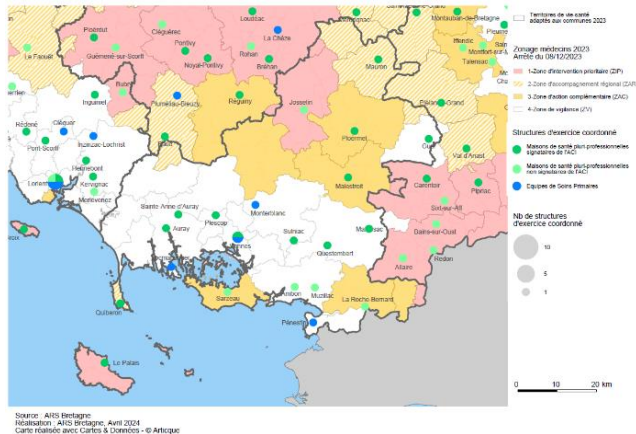 Ploërdut
Loudéac
Montauban-de-Bretagne
Cléguérec
La Chèze
Pontivy
Iffendic
Le Faouët
Guémené-sur-Scorff
Rohan
Montfort-sur
Noyal-Pontivy
Bréhan
Talensac
Mauron
Bubry
Inguiniel
Pluméliau-Bieuzy
Réguiny
Josselin
Plélan-le-Grand
Cléguer
Rédené
Inzinzac-Lochrist
Ploërmel
Guer
Pont-Scorff
Baud
Val d'Anast
Hennebont
Lorient
Kervignac
Malestroit
Carentoir
Pipriac
Merlevenez
Sainte Anne d'Auray
Monterblanc
Sixt-sur-Aff
Plescop
Auray
Sulniac
Bains-sur-Oust
Vannes
Questembert
Redon
Allaire
Sarzeau
Ambon
Muzillac
La Roche Bernard
Quiberon
Pénestin
Le Palais
Territoires de vie santé
adaptés aux communes 2023
Zonage médecins 2023
Arrêté du 08/12/2023
1-Zone d'intervention prioritaire (ZIP)
2-Zone d'accompagnement régional (ZAR)
3-Zone d'action complémentaire (ZAC)
4-Zone de vigilance (ZV)
Structures d'exercice coordonné
Maisons de santé pluri-professionnelles
signataires de l'ACI
Maisons de santé pluri-professionnelles
non signataires de l'ACI
Equipes de Soins Primaires
Nb de structures
d'exercice coordonné
10
5
1
0 10 20 km
Source : ARS Bretagne
Réalisation : ARS Bretagne, Avril 2024
Carte réalisée avec Cartes & Données - © Articque